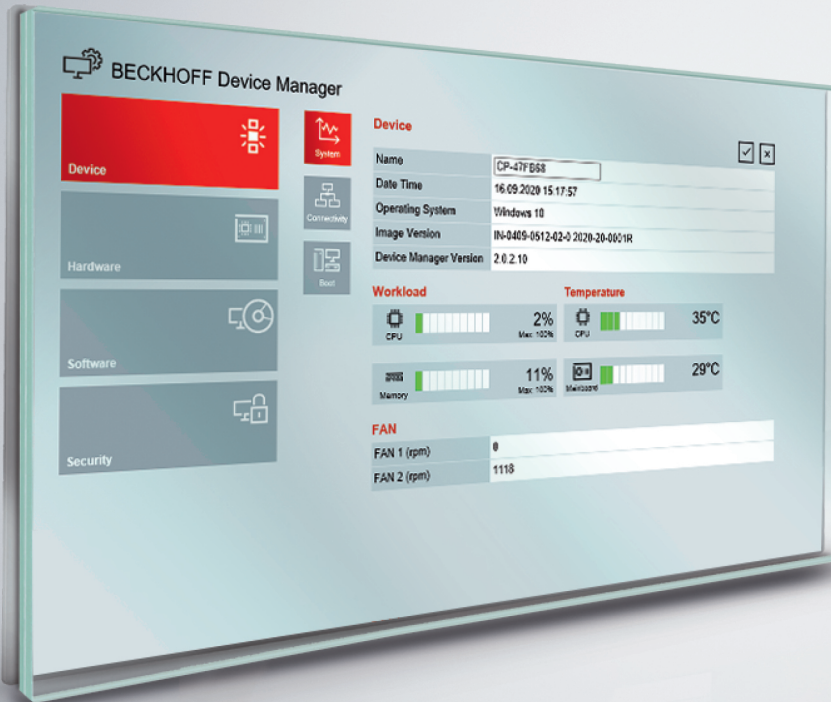 BECKHOFF Device Manager
Device
Hardware
Software
Security
System
Connectivity
Boot
Device
Name CP-47FB68
Date Time 16.09.2020 15:17:57
Operating System Windows 10
Image Version IN-0409-0512-02-0 2020-20-0001R
Device Manager Version 2.0.2.10
Workload Temperature
CPU 2% Max: 100% CPU 35°C
Memory 11% Max: 100% Mainboard 29°C
FAN
FAN 1 (rpm) 0
FAN 2 (rpm) 1118